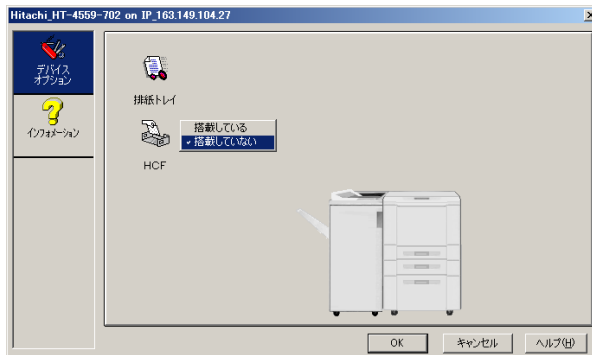 Hitachi_HT-4559-702 on IP_163.149.104.27
デバイス
オプション
インフォメーション
排紙トレイ
搭載している
搭載していない
HCF
OK
キャンセル
ヘルプ(H)